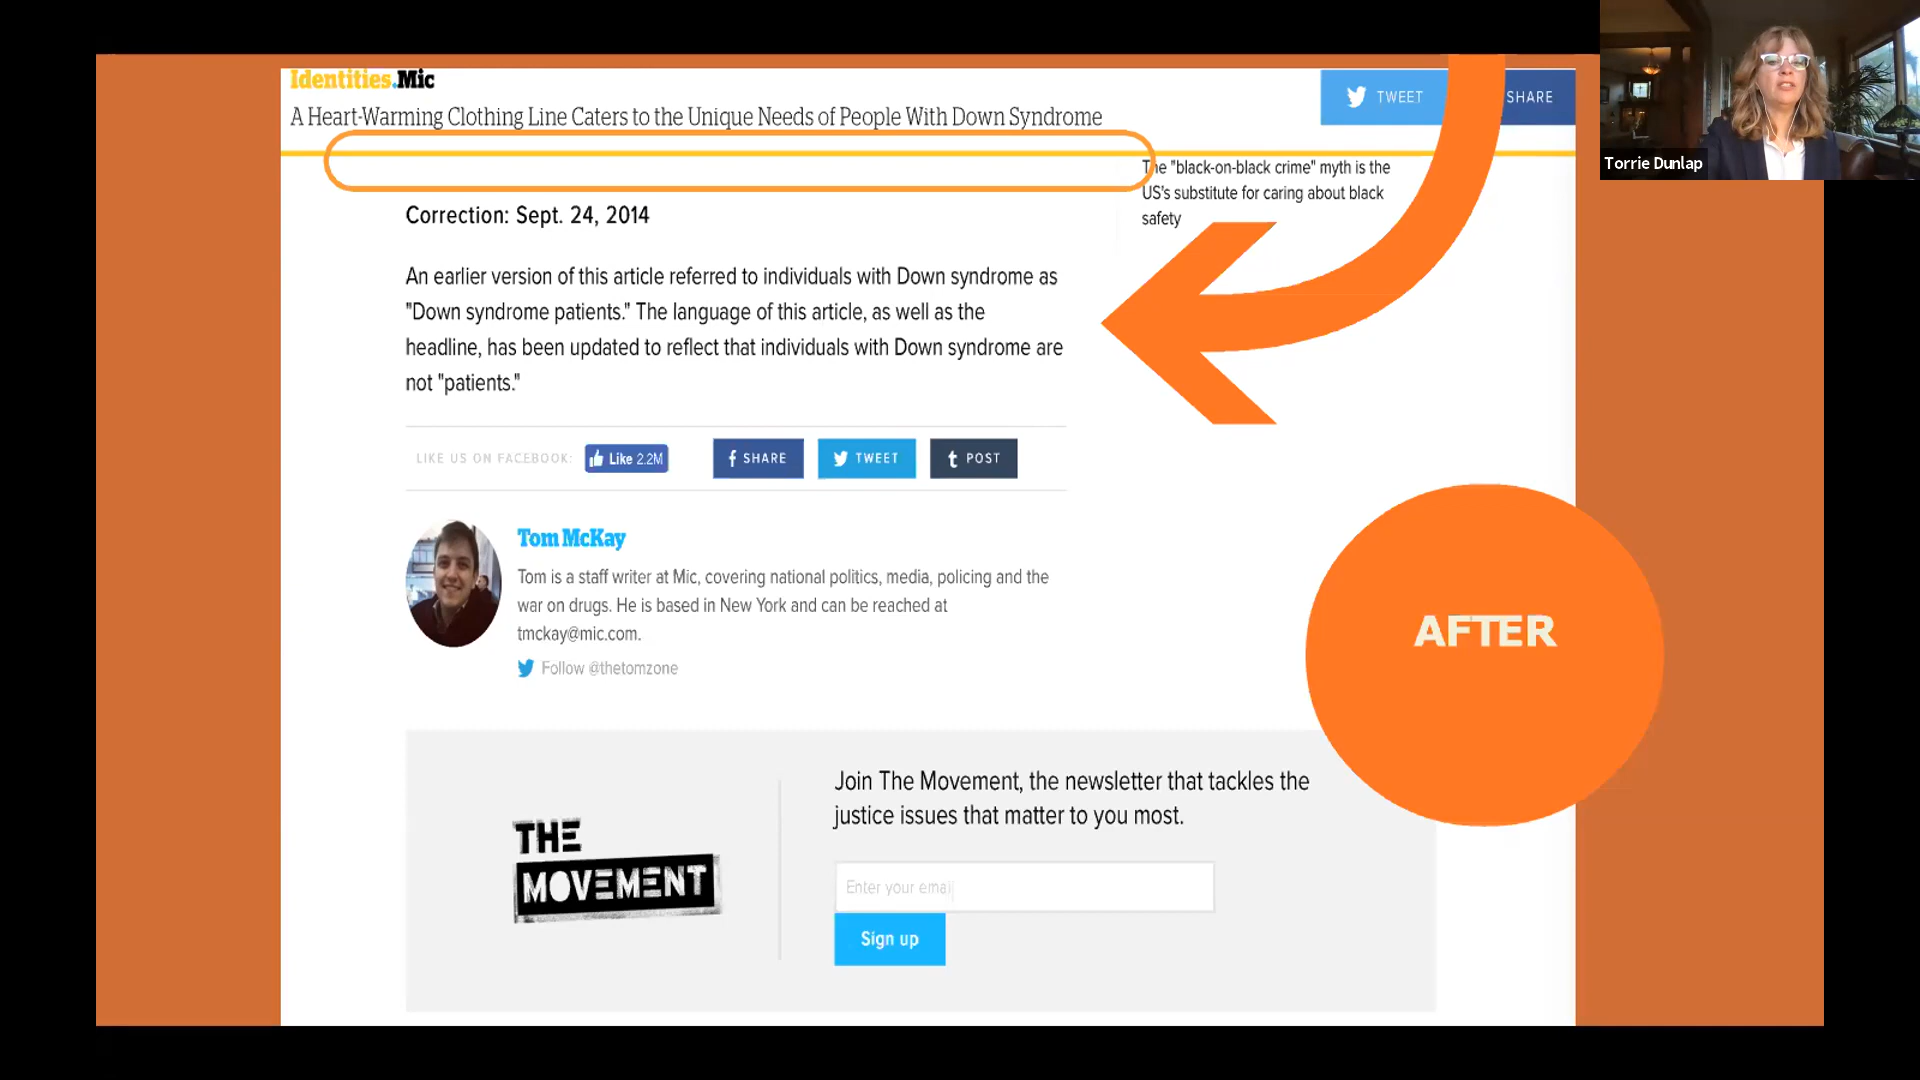 Identities.Mic
A Heart-Warming Clothing Line Caters to the Unique Needs of People With Down Syndrome
TWEET
SHARE
Torrie Dunlap
The "black-on-black crime" myth is the
US's substitute for caring about black
safety
Correction: Sept. 24, 2014
An earlier version of this article referred to individuals with Down syndrome as
"Down syndrome patients." The language of this article, as well as the
headline, has been updated to reflect that individuals with Down syndrome are
not "patients."
LIKE US ON FACEBOOK:
Like 2.2M
f SHARE
TWEET
t POST
Tom McKay
Tom is a staff writer at Mic, covering national politics, media, policing and the
war on drugs. He is based in New York and can be reached at
tmckay@mic.com.
Follow @thetomzone
AFTER
THE
MOVEMENT
Join The Movement, the newsletter that tackles the
justice issues that matter to you most.
Enter your email
Sign up